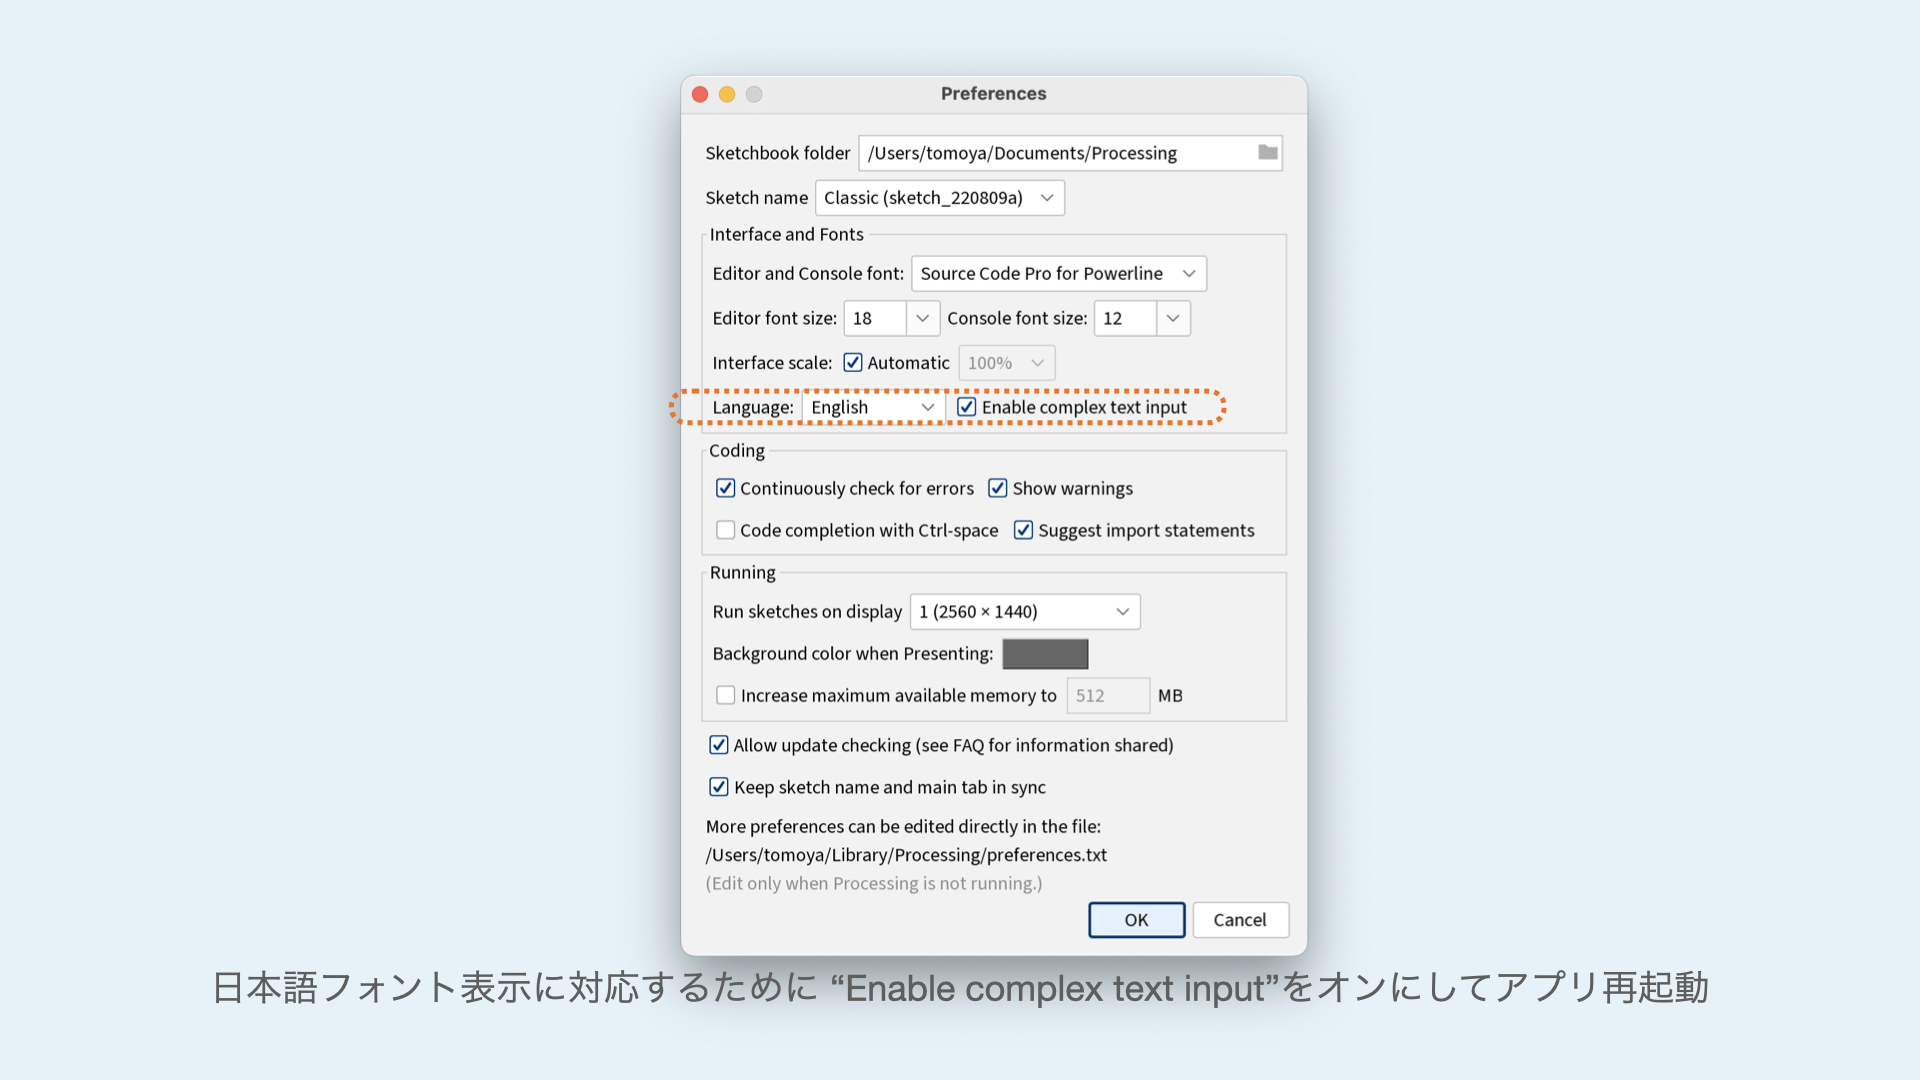 Preferences
Sketchbook folder /Users/tomoya/Documents/Processing
Sketch name Classic (sketch_220809a)
Interface and Fonts
Editor and Console font: Source Code Pro for Powerline
Editor font size: 18 Console font size: 12
Interface scale: Automatic 100%
Language: English Enable complex text input
Coding
Continuously check for errors Show warnings
Code completion with Ctrl-space Suggest import statements
Running
Run sketches on display 1 (2560 × 1440)
Background color when Presenting:
Increase maximum available memory to 512 MB
Allow update checking (see FAQ for information shared)
Keep sketch name and main tab in sync
More preferences can be edited directly in the file:
/Users/tomoya/Library/Processing/preferences.txt
(Edit only when Processing is not running.)
OK Cancel
日本語フォント表示に対応するために “Enable complex text input”をオンにしてアプリ再起動